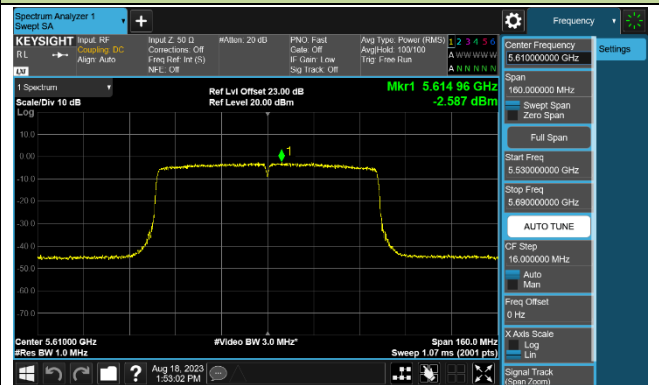 Spectrum Analyzer 1
Swept SA
Frequency
KEYSIGHT
RL
LXI
Input: RF
Coupling: DC
Align: Auto
Input Z: 50 Ω
Corrections: Off
Freq Ref: Int (S)
NFE: Off
#Atten: 20 dB
PNO: Fast
Gate: Off
IF Gain: Low
Sig Track: Off
Avg Type: Power (RMS)
Avg|Hold: 100/100
Trig: Free Run
1 2 3 4 5 6
A W W W W W
A N N N N N
1 Spectrum
Scale/Div 10 dB
Log
Ref Lvl Offset 23.00 dB
Ref Level 20.00 dBm
Mkr1 5.614 96 GHz
-2.587 dBm
10.0
0.00
-10.0
-20.0
-30.0
-40.0
-50.0
-60.0
-70.0
1
Center 5.61000 GHz
#Res BW 1.0 MHz
#Video BW 3.0 MHz*
Span 160.0 MHz
Sweep 1.07 ms (2001 pts)
Aug 18, 2023
1:53:02 PM
Center Frequency
5.610000000 GHz
Settings
Span
160.000000 MHz
Swept Span
Zero Span
Full Span
Start Freq
5.530000000 GHz
Stop Freq
5.690000000 GHz
AUTO TUNE
CF Step
16.000000 MHz
Auto
Man
Freq Offset
0 Hz
X Axis Scale
Log
Lin
Signal Track
(Span Zoom)